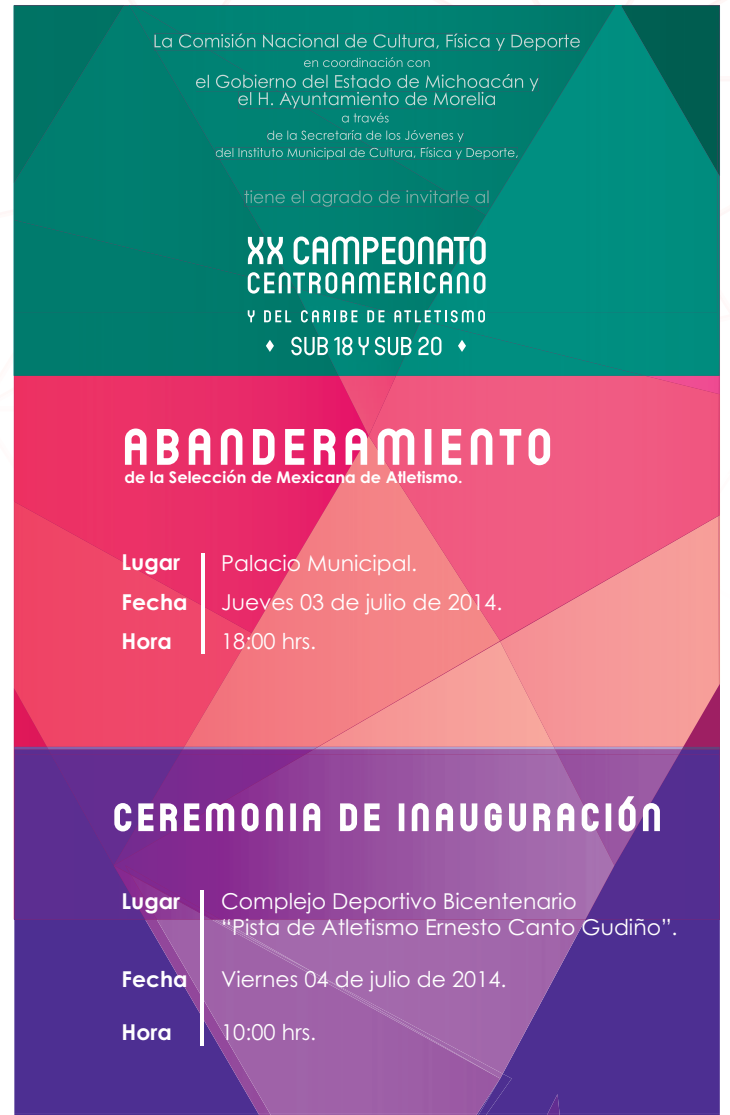 La Comisión Nacional de Cultura, Física y Deporte
en coordinación con
el Gobierno del Estado de Michoacán y
el H. Ayuntamiento de Morelia
a través
de la Secretaría de los Jóvenes y
del Instituto Municipal de Cultura, Física y Deporte,
tiene el agrado de invitarle al
XX CAMPEONATO
CENTROAMERICANO
Y DEL CARIBE DE ATLETISMO
SUB 18 Y SUB 20
ABANDERAMIENTO
de la Selección de Mexicana de Atletismo.
Lugar Palacio Municipal.
Fecha Jueves 03 de julio de 2014.
Hora 18:00 hrs.
CEREMONIA DE INAUGURACIÓN
Lugar Complejo Deportivo Bicentenario
“Pista de Atletismo Ernesto Canto Gudiño”.
Fecha Viernes 04 de julio de 2014.
Hora 10:00 hrs.